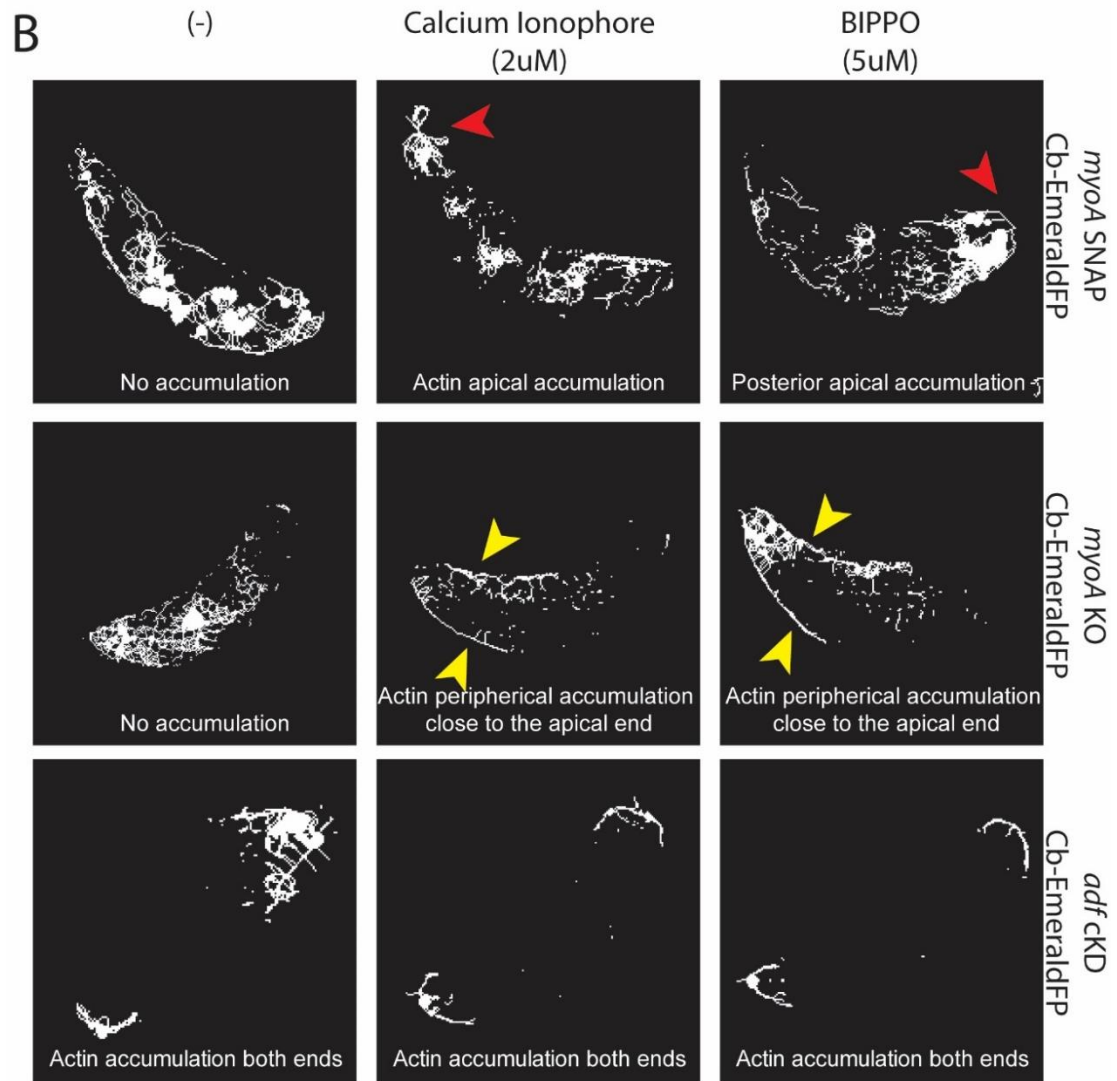 B
(-)
Calcium Ionophore
(2uM)
BIPPO
(5uM)
No accumulation
Actin apical accumulation
Posterior apical accumulation
myoA SNAP
Cb-EmeraldFP
No accumulation
Actin peripherical accumulation
close to the apical end
Actin peripherical accumulation
close to the apical end
myoA KO
Cb-EmeraldFP
Actin accumulation both ends
Actin accumulation both ends
Actin accumulation both ends
adf cKD
Cb-EmeraldFP